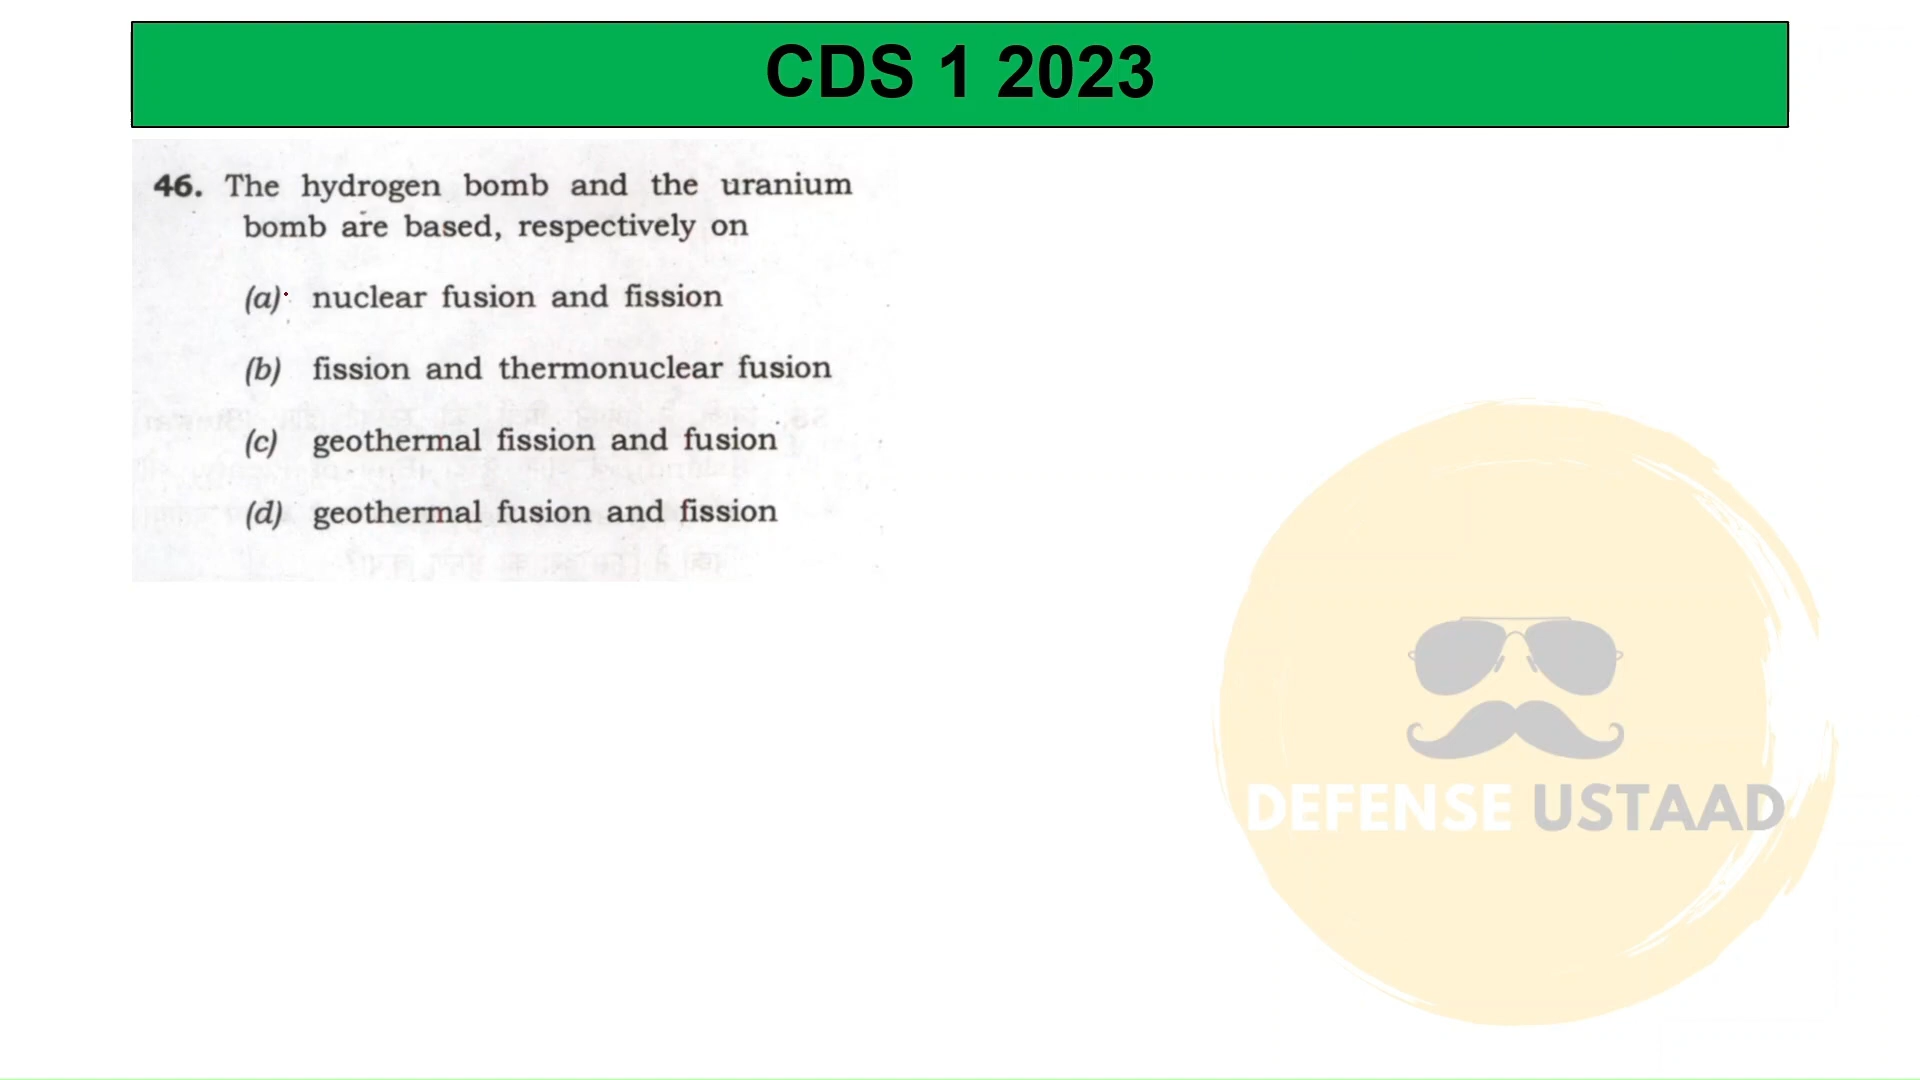 CDS 1 2023
46. The hydrogen bomb and the uranium
bomb are based, respectively on
(a) nuclear fusion and fission
(b) fission and thermonuclear fusion
(c) geothermal fission and fusion
(d) geothermal fusion and fission
DEFENSE USTAAD